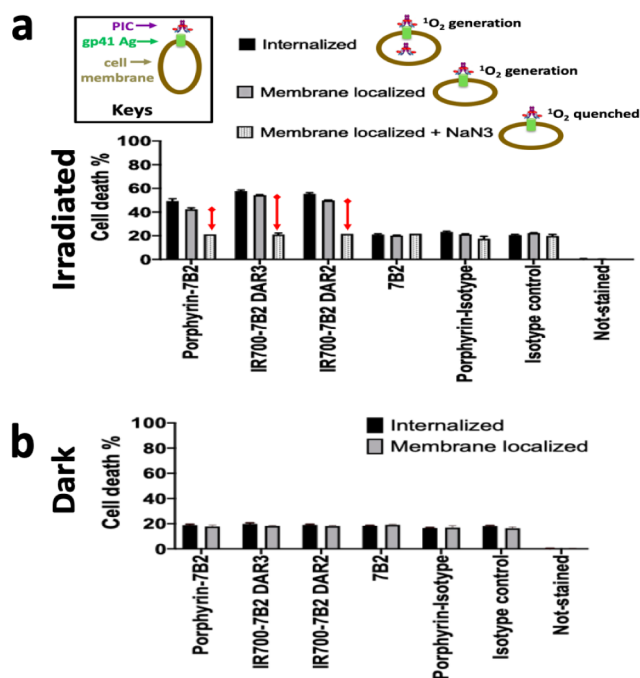 a
PIC
gp41 Ag
cell
membrane
Keys
Internalized
¹O₂ generation
Membrane localized
¹O₂ generation
Membrane localized + NaN3
¹O₂ quenched
Irradiated
Cell death %
100
80
60
40
20
0
Porphyrin-7B2
IR700-7B2 DAR3
IR700-7B2 DAR2
7B2
Porphyrin-Isotype
Isotype control
Not-stained
b
Dark
Cell death %
100
80
60
40
20
0
Internalized
Membrane localized
Porphyrin-7B2
IR700-7B2 DAR3
IR700-7B2 DAR2
7B2
Porphyrin-Isotype
Isotype control
Not-stained